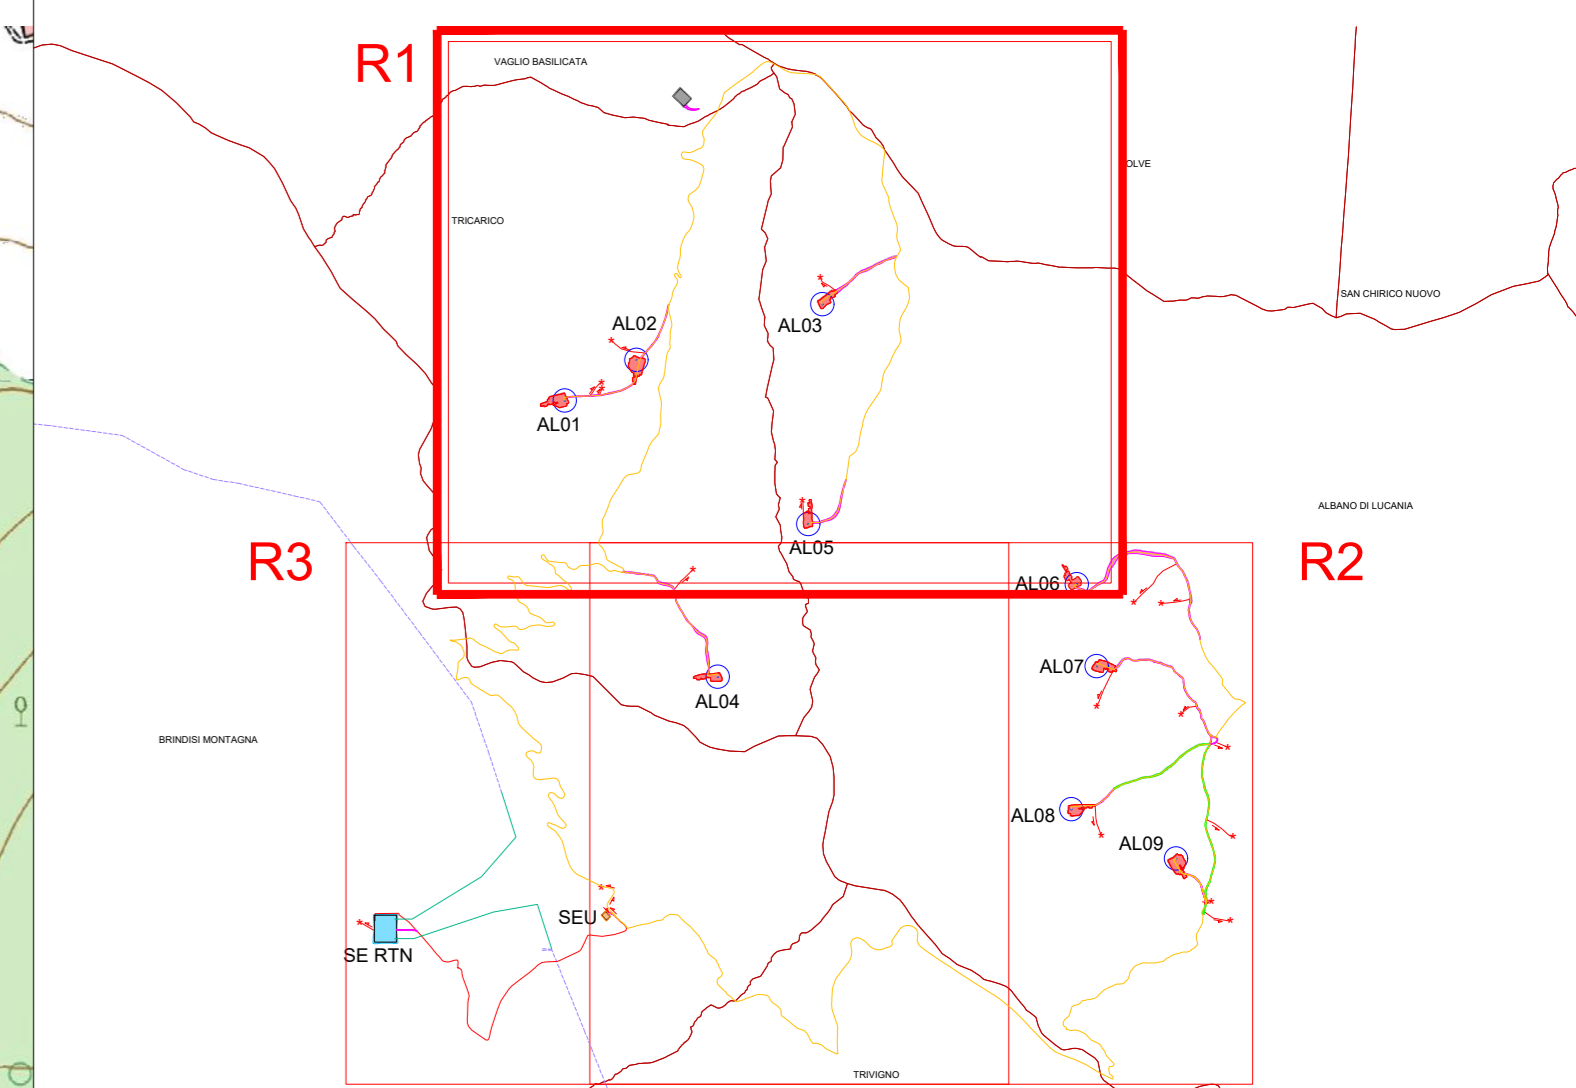 R1
VAGLIO BASILICATA
OLVE
TRICARICO
SAN CHIRICO NUOVO
AL02
AL03
AL01
ALBANO DI LUCANIA
AL05
R3
R2
AL06
AL07
AL04
BRINDISI MONTAGNA
AL08
AL09
SEU
SE RTN
TRIVIGNO